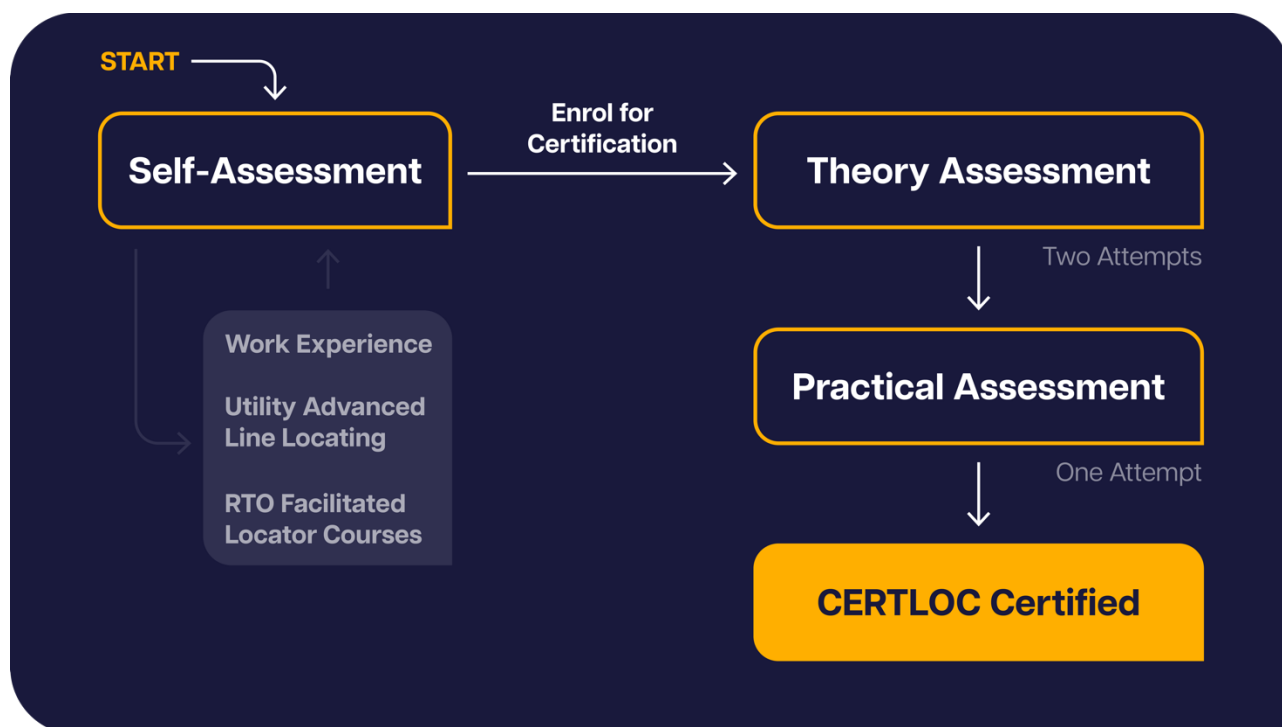 START
Self-Assessment
Enrol for
Certification
Theory Assessment
Two Attempts
Work Experience
Utility Advanced
Line Locating
RTO Facilitated
Locator Courses
Practical Assessment
One Attempt
CERTLOC Certified